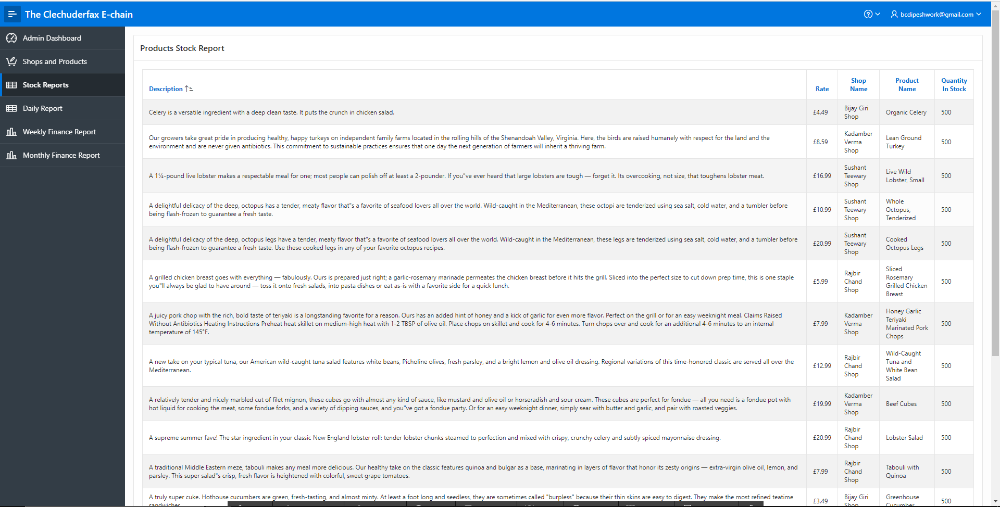 The Clechuderfax E-chain
bcdipeshwork@gmail.com
Admin Dashboard
Shops and Products
Stock Reports
Daily Report
Weekly Finance Report
Monthly Finance Report
Products Stock Report
Description
Rate
Shop
Name
Product
Name
Quantity
In Stock
Celery is a versatile ingredient with a deep clean taste. It puts the crunch in chicken salad.
£4.49
Bijay Giri
Shop
Organic Celery
500
Our growers take great pride in producing healthy, happy turkeys on independent family farms located in the rolling hills of the Shenandoah Valley, Virginia. Here, the birds are raised humanely with respect for the land and the
environment and are never given antibiotics. This commitment to sustainable practices ensures that one day the next generation of farmers will inherit a thriving farm.
£8.59
Kadamber
Verma
Shop
Lean Ground
Turkey
500
A 1¼-pound live lobster makes a respectable meal for one; most people can polish off at least a 2-pounder. If you"ve ever heard that large lobsters are tough — forget it. Its overcooking, not size, that toughens lobster meat.
£16.99
Sushant
Teewary
Shop
Live Wild
Lobster, Small
500
A delightful delicacy of the deep, octopus has a tender, meaty flavor that"s a favorite of seafood lovers all over the world. Wild-caught in the Mediterranean, these octopi are tenderized using sea salt, cold water, and a tumbler before
being flash-frozen to guarantee a fresh taste.
£10.99
Sushant
Teewary
Shop
Whole
Octopus,
Tenderized
500
A delightful delicacy of the deep, octopus legs have a tender, meaty flavor that"s a favorite of seafood lovers all over the world. Wild-caught in the Mediterranean, these legs are tenderized using sea salt, cold water, and a tumbler before
being flash-frozen to guarantee a fresh taste. Use these cooked legs in any of your favorite octopus recipes.
£20.99
Sushant
Teewary
Shop
Cooked
Octopus Legs
500
A grilled chicken breast goes with everything — fabulously. Ours is prepared just right; a garlic-rosemary marinade permeates the chicken breast before it hits the grill. Sliced into the perfect size to cut down prep time, this is one staple
you"ll always be glad to have around — toss it onto fresh salads, into pasta dishes or eat as-is with a favorite side for a quick lunch.
£5.99
Rajbir
Chand
Shop
Sliced
Rosemary
Grilled Chicken
Breast
500
A juicy pork chop with the rich, bold taste of teriyaki is a longstanding favorite for a reason. Ours has an added hint of honey and a kick of garlic for even more flavor. Perfect on the grill or for an easy weeknight meal. Claims Raised
Without Antibiotics Heating Instructions Preheat heat skillet on medium-high heat with 1-2 TBSP of olive oil. Place chops on skillet and cook for 4-6 minutes. Turn chops over and cook for an additional 4-6 minutes to an internal
temperature of 145°F.
£7.99
Kadamber
Verma
Shop
Honey Garlic
Teriyaki
Marinated Pork
Chops
500
A new take on your typical tuna, our American wild-caught tuna salad features white beans, Picholine olives, fresh parsley, and a bright lemon and olive oil dressing. Regional variations of this time-honored classic are served all over the
Mediterranean.
£12.99
Rajbir
Chand
Shop
Wild-Caught
Tuna and
White Bean
Salad
500
A relatively tender and nicely marbled cut of filet mignon, these cubes go with almost any kind of sauce, like mustard and olive oil or horseradish and sour cream. These cubes are perfect for fondue — all you need is a fondue pot with
hot liquid for cooking the meat, some fondue forks, and a variety of dipping sauces, and you"ve got a fondue party. Or for an easy weeknight dinner, simply sear with butter and garlic, and pair with roasted veggies.
£19.99
Kadamber
Verma
Shop
Beef Cubes
500
A supreme summer fave! The star ingredient in your classic New England lobster roll: tender lobster chunks steamed to perfection and mixed with crispy, crunchy celery and subtly spiced mayonnaise dressing.
£20.99
Rajbir
Chand
Shop
Lobster Salad
500
A traditional Middle Eastern meze, tabouli makes any meal more delicious. Our healthy take on the classic features quinoa and bulgar as a base, marinating in layers of flavor that honor its zesty origins — extra-virgin olive oil, lemon, and
parsley. This super salad"s crisp, fresh flavor is heightened with colorful, sweet grape tomatoes.
£7.99
Rajbir
Chand
Shop
Tabouli with
Quinoa
500
A truly super cuke. Hothouse cucumbers are green, fresh-tasting, and almost minty. At least a foot long and seedless, they are sometimes called "burpless" because their thin skins are easy to digest. They make the most refined teatime
sandwiches
£3.49
Bijay Giri
Shop
Greenhouse
Cucumber
500